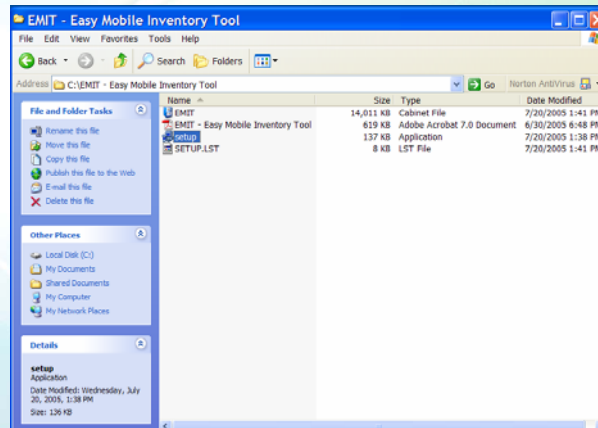 EMIT - Easy Mobile Inventory Tool
File Edit View Favorites Tools Help
Back Search Folders
Address C:\EMIT - Easy Mobile Inventory Tool Go Norton AntiVirus
Name Size Type Date Modified
EMIT 14,011 KB Cabinet File 7/20/2005 1:41 PM
EMIT - Easy Mobile Inventory Tool 619 KB Adobe Acrobat 7.0 Document 6/30/2005 6:48 PM
setup 137 KB Application 7/20/2005 1:38 PM
SETUP.LST 8 KB LST File 7/20/2005 1:41 PM
File and Folder Tasks
Rename this file
Move this file
Copy this file
Publish this file to the Web
E-mail this file
Delete this file
Other Places
Local Disk (C:)
My Documents
Shared Documents
My Computer
My Network Places
Details
setup
Application
Date Modified: Wednesday, July
20, 2005, 1:38 PM
Size: 136 KB